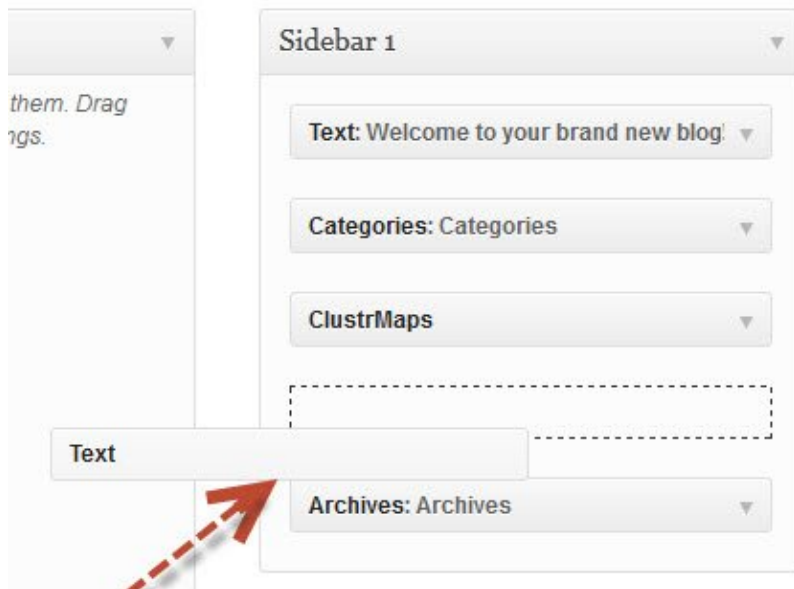 Sidebar 1
them. Drag
ngs.
Text: Welcome to your brand new blog!
Categories: Categories
ClustrMaps
Text
Archives: Archives